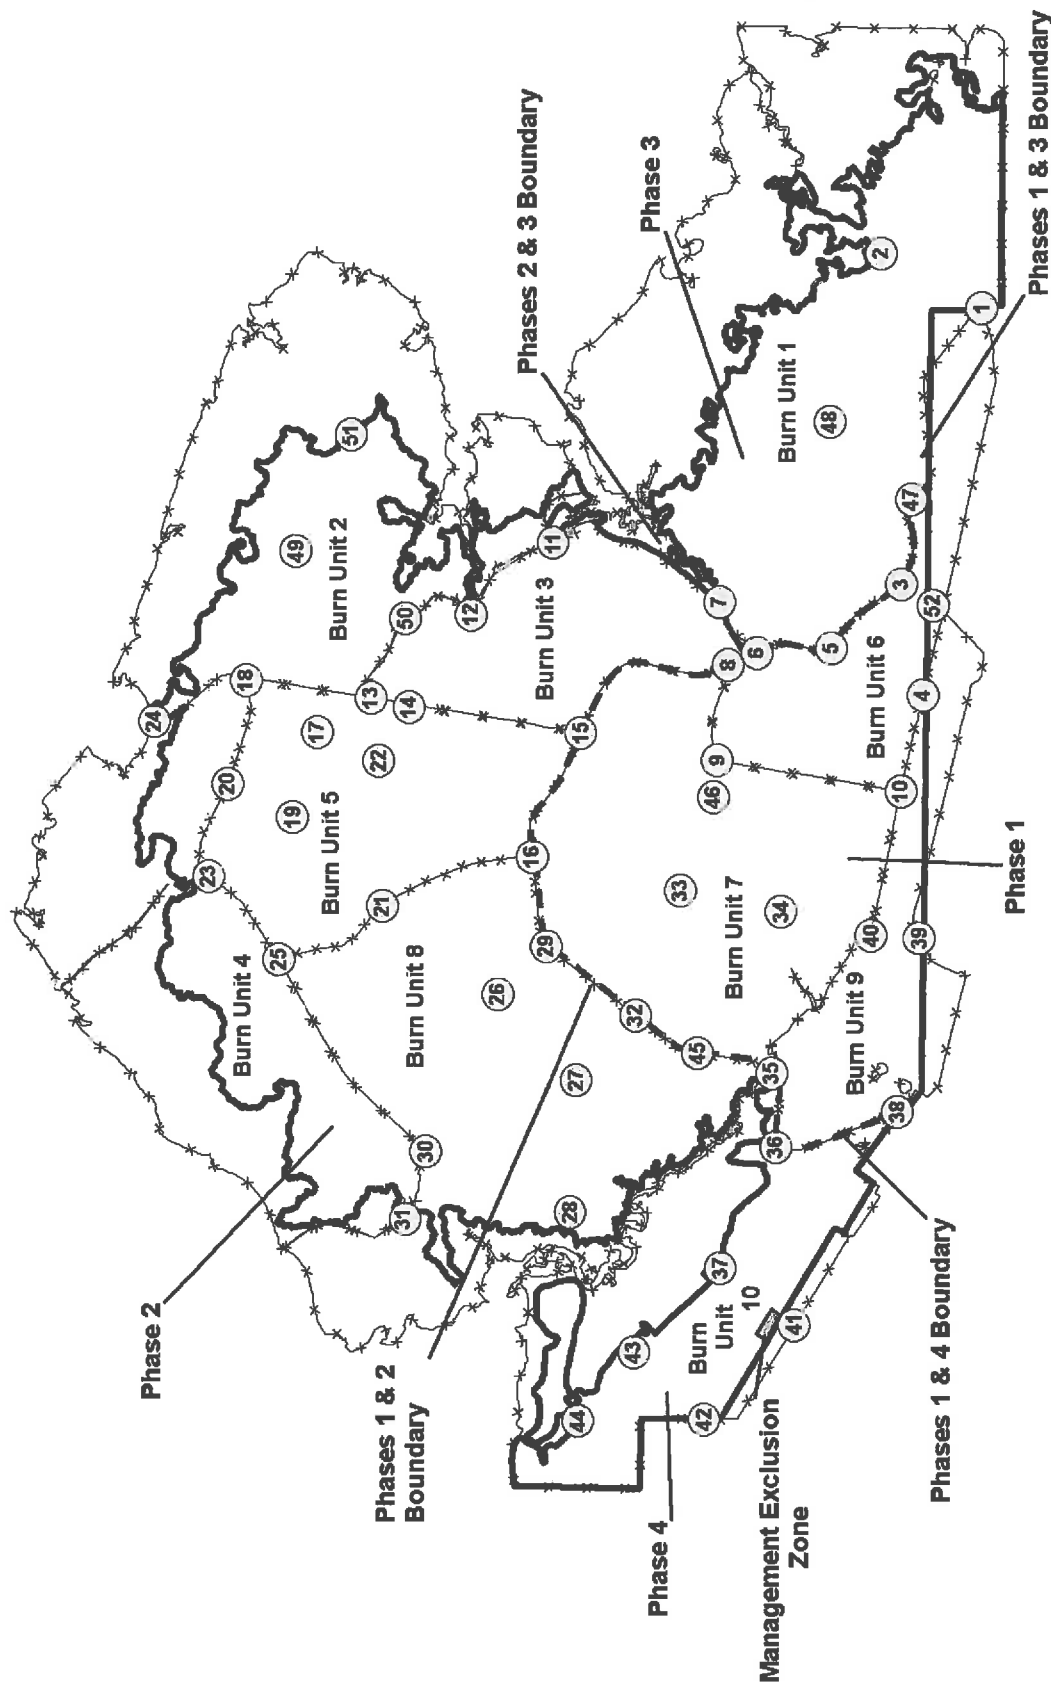 Phases 1 & 3 Boundary
Phase 3
Phases 2 & 3 Boundary
Burn Unit 1
Burn Unit 2
Burn Unit 3
Burn Unit 4
Burn Unit 5
Burn Unit 6
Burn Unit 7
Burn Unit 8
Burn Unit 9
Burn
Unit
10
Phase 1
Phase 2
Phases 1 & 2
Boundary
Phases 1 & 4 Boundary
Phase 4
Management Exclusion
Zone
1
2
3
4
5
6
7
8
9
10
11
12
13
14
15
16
17
18
19
20
21
22
23
24
25
26
27
28
29
30
31
32
33
34
35
36
37
38
39
40
41
42
43
44
45
46
47
48
49
50
51
52